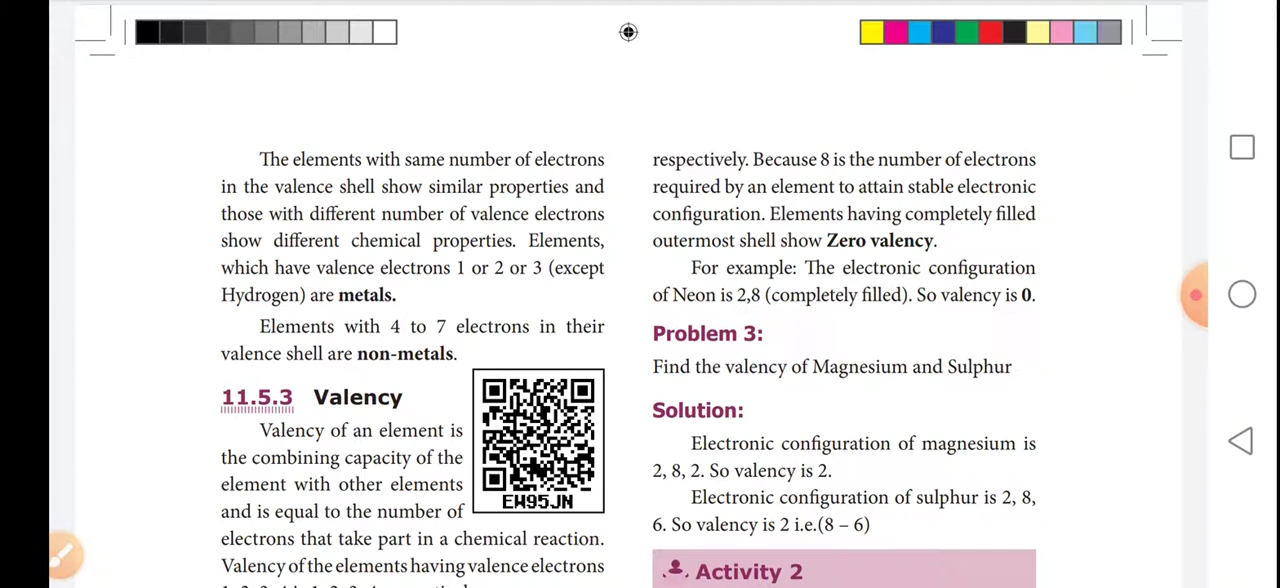 The elements with same number of electrons
in the valence shell show similar properties and
those with different number of valence electrons
show different chemical properties. Elements,
which have valence electrons 1 or 2 or 3 (except
Hydrogen) are metals.
Elements with 4 to 7 electrons in their
valence shell are non-metals.
11.5.3 Valency
Valency of an element is
the combining capacity of the
element with other elements
and is equal to the number of
electrons that take part in a chemical reaction.
Valency of the elements having valence electrons
EW95JN
respectively. Because 8 is the number of electrons
required by an element to attain stable electronic
configuration. Elements having completely filled
outermost shell show Zero valency.
For example: The electronic configuration
of Neon is 2,8 (completely filled). So valency is 0.
Problem 3:
Find the valency of Magnesium and Sulphur
Solution:
Electronic configuration of magnesium is
2, 8, 2. So valency is 2.
Electronic configuration of sulphur is 2, 8,
6. So valency is 2 i.e.(8 – 6)
Activity 2